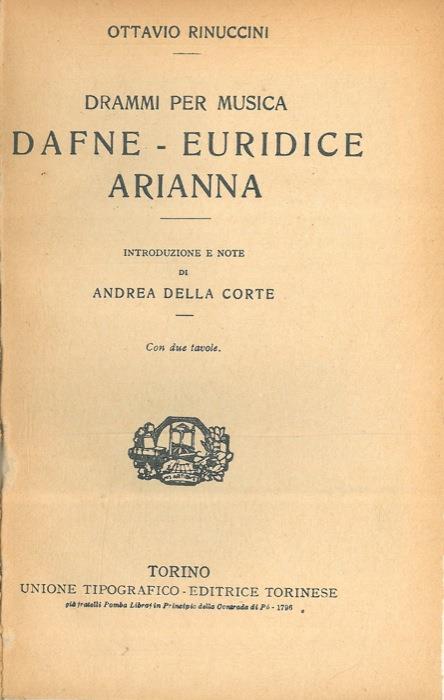 OTTAVIO RINUCCINI
DRAMMI PER MUSICA
DAFNE - EURIDICE
ARIANNA
INTRODUZIONE E NOTE
DI
ANDREA DELLA CORTE
Con due tavole.
TORINO
UNIONE TIPOGRAFICO - EDITRICE TORINESE
già fratelli Pomba Librai in Principio della Contrada di Pò - 1796